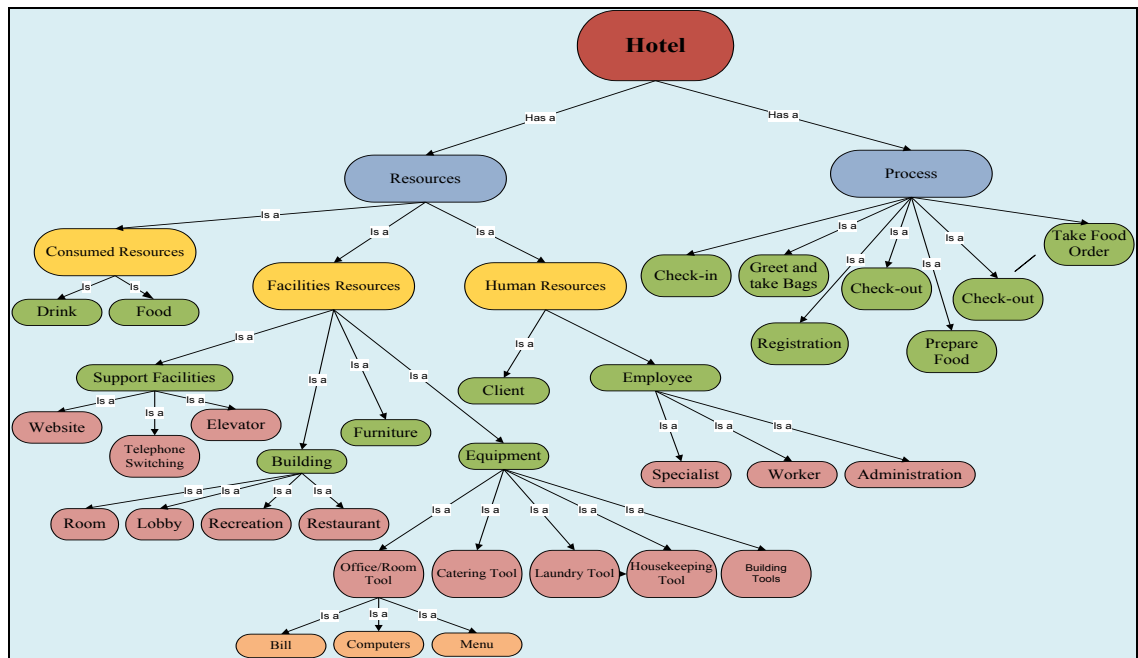 Hotel
Has a
Has a
Resources
Process
Is a
Is a
Is a
Is a
Is a
Is a
Is a
Is a
Consumed Resources
Facilities Resources
Human Resources
Check-in
Greet and
take Bags
Check-out
Check-out
Take Food
Order
Registration
Prepare
Food
Is
Is a
Drink
Food
Is a
Is a
Is a
Is a
Is a
Is a
Support Facilities
Building
Furniture
Equipment
Client
Employee
Is a
Is a
Is a
Website
Telephone
Switching
Elevator
Is a
Is a
Is a
Specialist
Worker
Administration
Is a
Is a
Is a
Is a
Room
Lobby
Recreation
Restaurant
Is a
Is a
Is a
Is a
Is a
Office/Room
Tool
Catering Tool
Laundry Tool
Housekeeping
Tool
Building
Tools
Is a
Is a
Is a
Bill
Computers
Menu